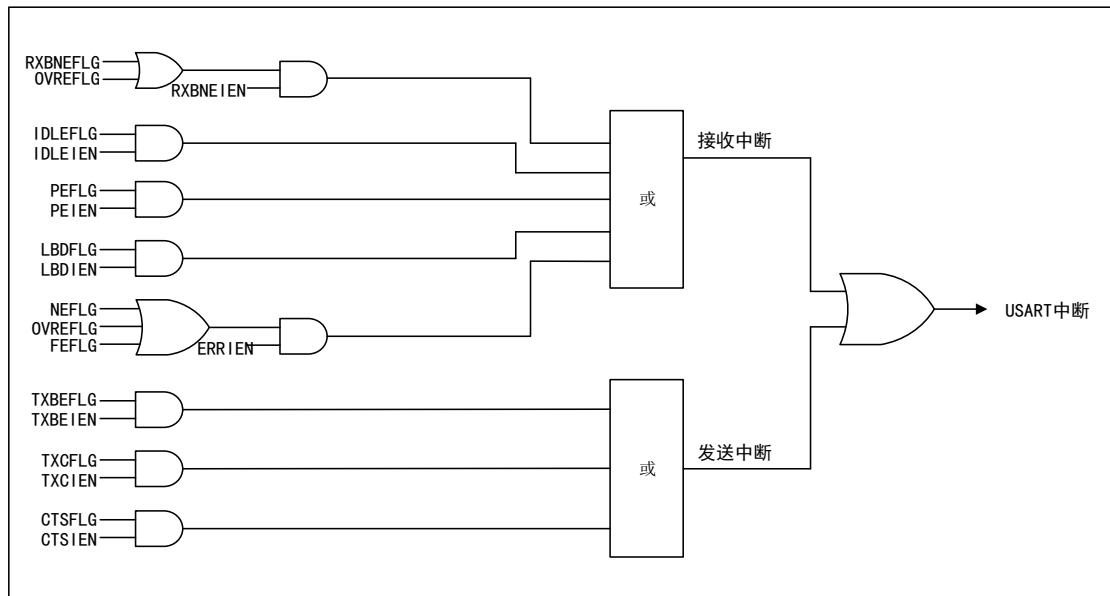 RXBNEFLG
OVREFLG
RXBNEIEN
IDLEFLG
IDLEIEN
PEFLG
PEIEN
LBDFLG
LBDIEN
NEFLG
OVREFLG
FEFLG
ERRIEN
或
接收中断
TXBEFLG
TXBEIEN
TXCFLG
TXCIEN
CTSFLG
CTSIEN
或
发送中断
USART中断